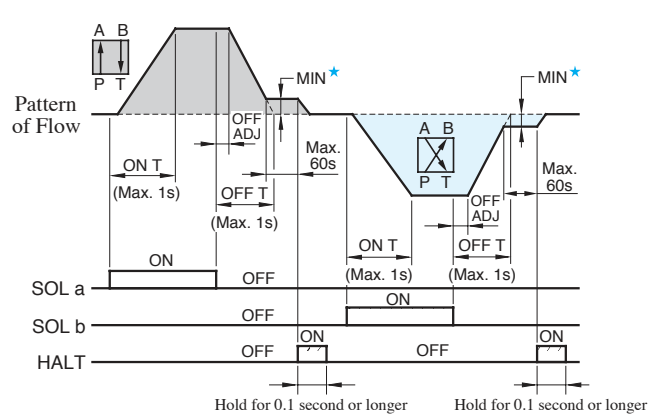 A B
P T
Pattern
of Flow
MIN★
MIN★
OFF
ADJ
Max.
60s
ON T
(Max. 1s)
OFF T
(Max. 1s)
A B
P T
OFF
ADJ
Max.
60s
ON T
(Max. 1s)
OFF T
(Max. 1s)
SOL a
ON
OFF
SOL b
OFF
ON
HALT
OFF
ON
OFF
ON
Hold for 0.1 second or longer
Hold for 0.1 second or longer